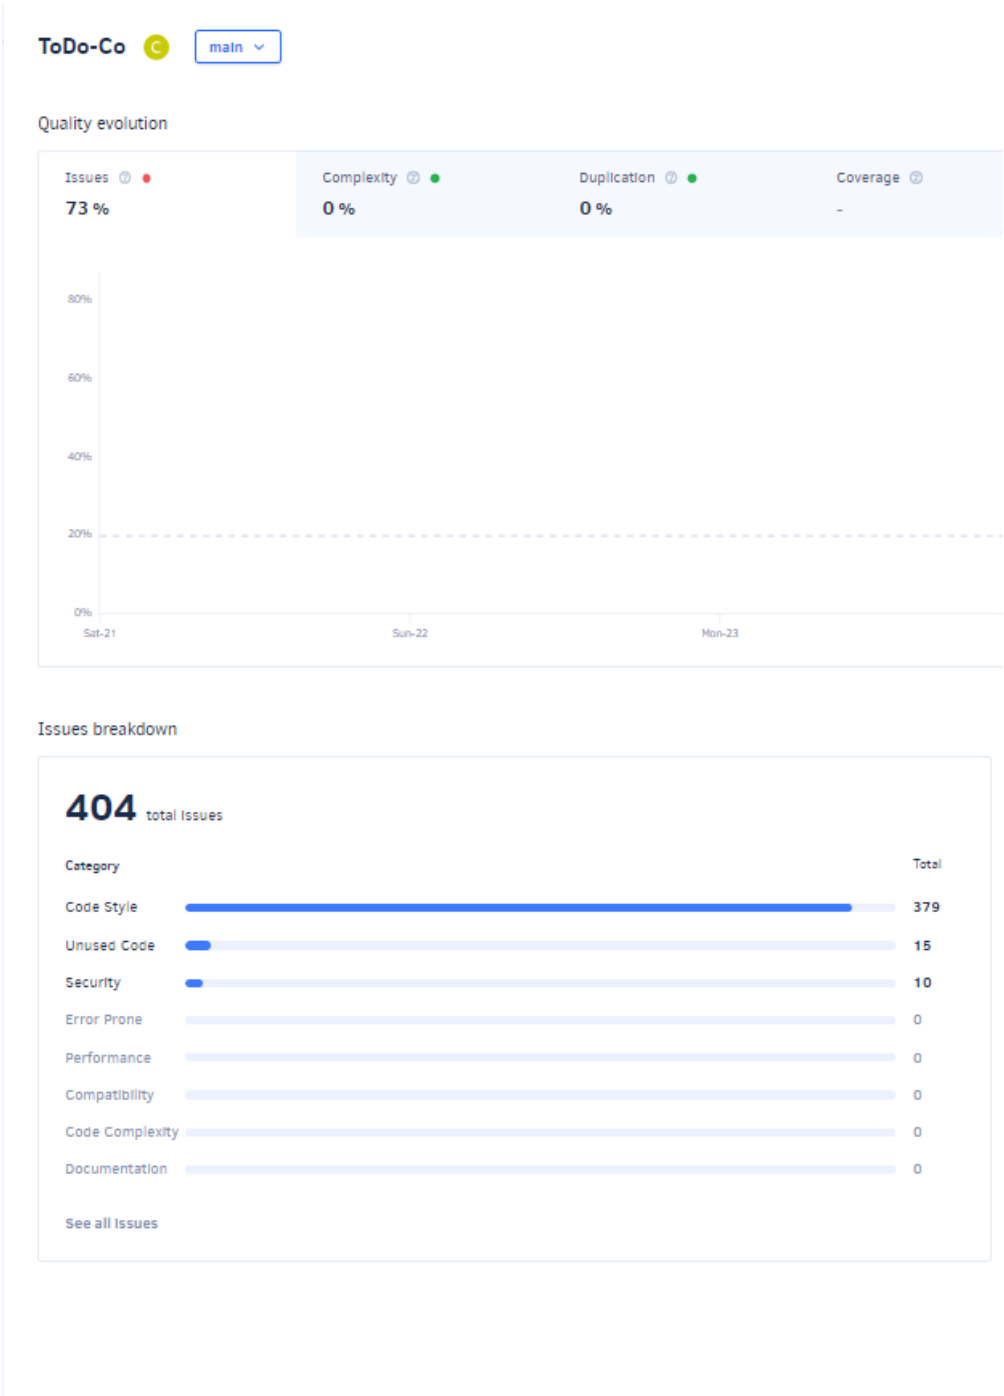 ToDo-Co C main
Quality evolution
Issues Complexity Duplication Coverage
73 % 0 % 0 % -
80%
60%
40%
20%
0%
Sat-21 Sun-22 Mon-23
Issues breakdown
404 total Issues
Category Total
Code Style 379
Unused Code 15
Security 10
Error Prone 0
Performance 0
Compatibility 0
Code Complexity 0
Documentation 0
See all Issues